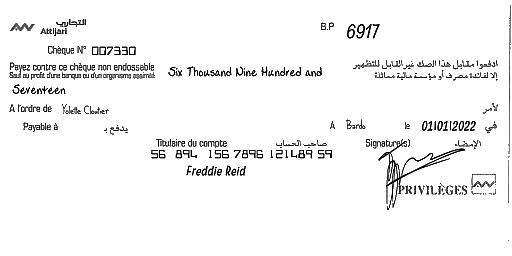 التجاري
Attijari
B.P 6917
Chèque N° 007330
Payez contre ce chèque non endossable
Sauf au profit d'une banque ou d'un organisme assimilé
Six Thousand Nine Hundred and
ادفعوا مقابل هذا الصك غير القابل للتظهير
إلا لفائدة مصرف أو مؤسسة مالية مماثلة
Seventeen
A l'ordre de Yolette Cloutier
لأمر
Payable à
يدفع بـ
A Bardo le 01/01/2022 في
Titulaire du compte صاحب الحساب
Signature(s) الإمضاء
56 894 156 7896 121489 59
Freddie Reid
PRIVILÈGES